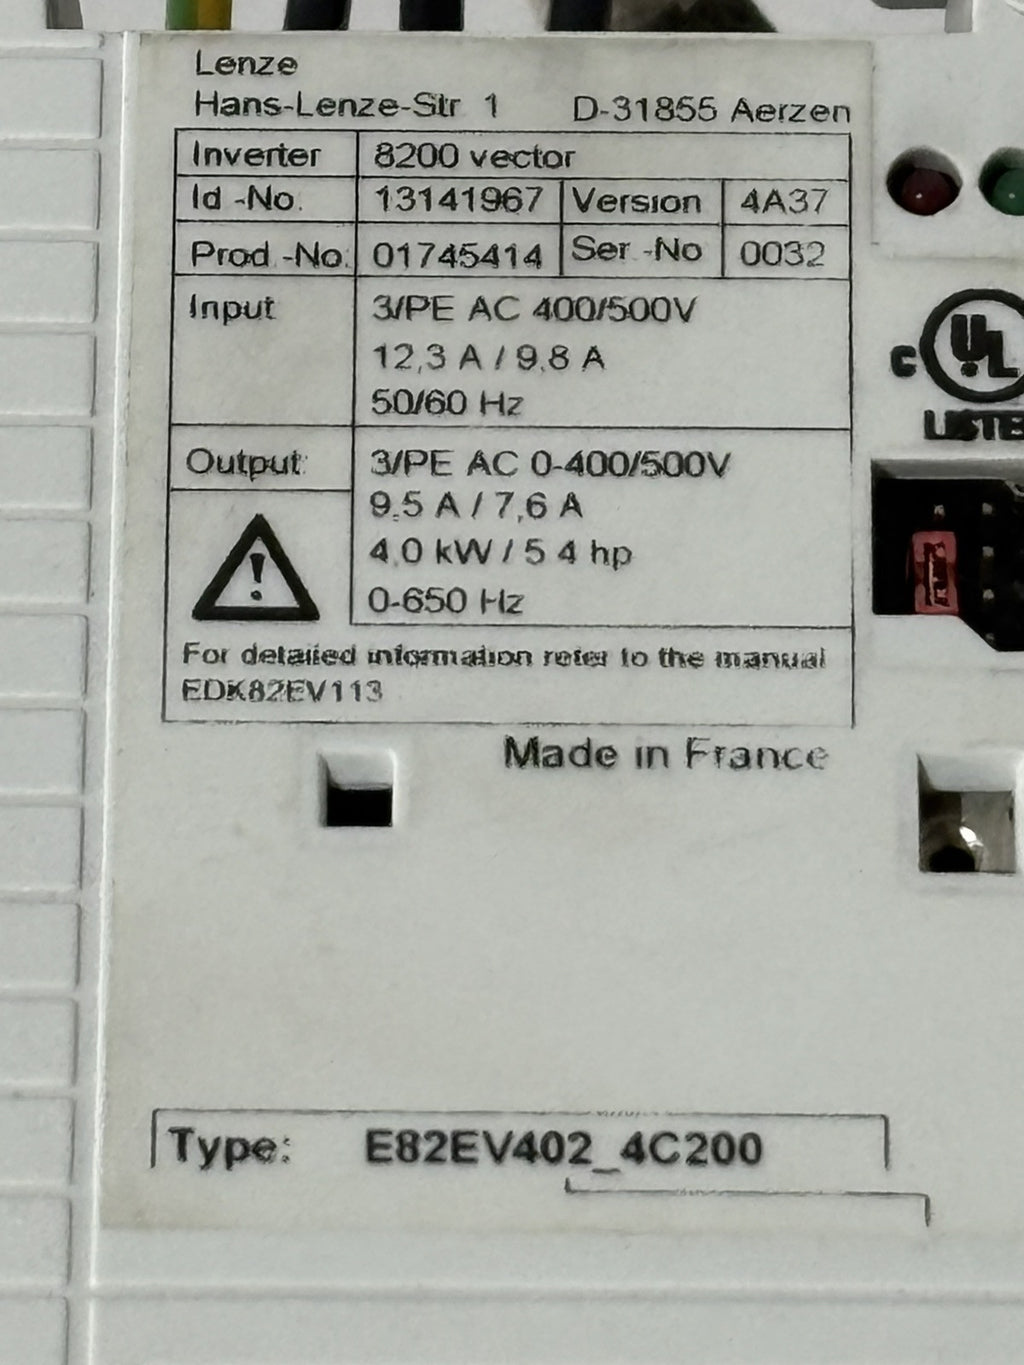 Lenze
Hans-Lenze-Str 1 D-31855 Aerzen
Inverter 8200 vector
Id -No. 13141967 Version 4A37
Prod -No. 01745414 Ser -No 0032
Input 3/PE AC 400/500V
12,3 A / 9.8 A
50/60 Hz
Output 3/PE AC 0-400/500V
9.5 A / 7,6 A
4.0 kW / 5 4 hp
0-650 Hz
For detailed information refer to the manual
EDK82EV113
Made in France
Type: E82EV402_4C200
c UL
LISTE